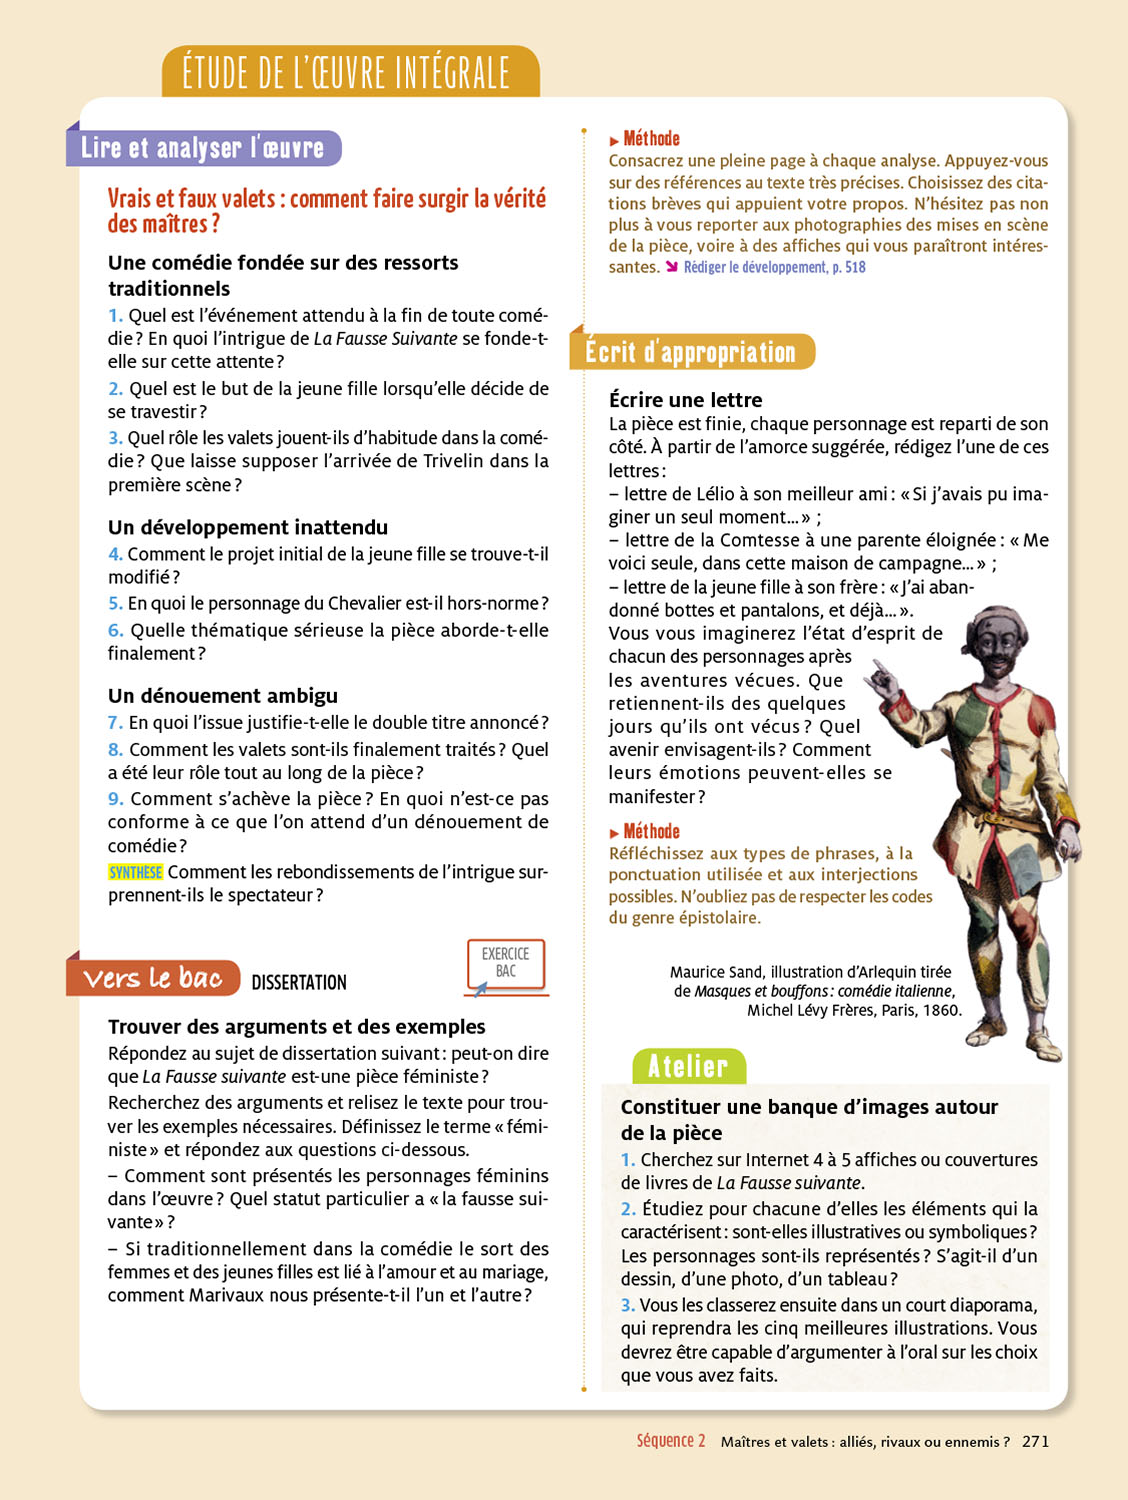 ÉTUDE DE L'ŒUVRE INTÉGRALE
Lire et analyser l'œuvre
Vrais et faux valets : comment faire surgir la vérité
des maîtres ?
Une comédie fondée sur des ressorts
traditionnels
1. Quel est l'événement attendu à la fin de toute comé-
die ? En quoi l'intrigue de La Fausse Suivante se fonde-t-
elle sur cette attente ?
2. Quel est le but de la jeune fille lorsqu'elle décide de
se travestir ?
3. Quel rôle les valets jouent-ils d'habitude dans la comé-
die ? Que laisse supposer l'arrivée de Trivelin dans la
première scène ?
Un développement inattendu
4. Comment le projet initial de la jeune fille se trouve-t-il
modifié ?
5. En quoi le personnage du Chevalier est-il hors-norme ?
6. Quelle thématique sérieuse la pièce aborde-t-elle
finalement ?
Un dénouement ambigu
7. En quoi l'issue justifie-t-elle le double titre annoncé ?
8. Comment les valets sont-ils finalement traités ? Quel
a été leur rôle tout au long de la pièce ?
9. Comment s'achève la pièce ? En quoi n'est-ce pas
conforme à ce que l'on attend d'un dénouement de
comédie ?
SYNTHÈSE Comment les rebondissements de l'intrigue sur-
prennent-ils le spectateur ?
Vers le bac DISSERTATION
EXERCICE
BAC
Trouver des arguments et des exemples
Répondez au sujet de dissertation suivant : peut-on dire
que La Fausse suivante est-une pièce féministe ?
Recherchez des arguments et relisez le texte pour trou-
ver les exemples nécessaires. Définissez le terme « fémi-
niste » et répondez aux questions ci-dessous.
– Comment sont présentés les personnages féminins
dans l'œuvre ? Quel statut particulier a « la fausse sui-
vante » ?
– Si traditionnellement dans la comédie le sort des
femmes et des jeunes filles est lié à l'amour et au mariage,
comment Marivaux nous présente-t-il l'un et l'autre ?
▶ Méthode
Consacrez une pleine page à chaque analyse. Appuyez-vous
sur des références au texte très précises. Choisissez des cita-
tions brèves qui appuient votre propos. N'hésitez pas non
plus à vous reporter aux photographies des mises en scène
de la pièce, voire à des affiches qui vous paraîtront intéres-
santes. ➘ Rédiger le développement, p. 518
Écrit d'appropriation
Écrire une lettre
La pièce est finie, chaque personnage est reparti de son
côté. À partir de l'amorce suggérée, rédigez l'une de ces
lettres :
– lettre de Lélio à son meilleur ami : « Si j'avais pu ima-
giner un seul moment… » ;
– lettre de la Comtesse à une parente éloignée : « Me
voici seule, dans cette maison de campagne… » ;
– lettre de la jeune fille à son frère : « J'ai aban-
donné bottes et pantalons, et déjà… ».
Vous vous imaginerez l'état d'esprit de
chacun des personnages après
les aventures vécues. Que
retiennent-ils des quelques
jours qu'ils ont vécus ? Quel
avenir envisagent-ils ? Comment
leurs émotions peuvent-elles se
manifester ?
▶ Méthode
Réfléchissez aux types de phrases, à la
ponctuation utilisée et aux interjections
possibles. N'oubliez pas de respecter les codes
du genre épistolaire.
Maurice Sand, illustration d'Arlequin tirée
de Masques et bouffons : comédie italienne,
Michel Lévy Frères, Paris, 1860.
Atelier
Constituer une banque d'images autour
de la pièce
1. Cherchez sur Internet 4 à 5 affiches ou couvertures
de livres de La Fausse suivante.
2. Étudiez pour chacune d'elles les éléments qui la
caractérisent : sont-elles illustratives ou symboliques ?
Les personnages sont-ils représentés ? S'agit-il d'un
dessin, d'une photo, d'un tableau ?
3. Vous les classerez ensuite dans un court diaporama,
qui reprendra les cinq meilleures illustrations. Vous
devrez être capable d'argumenter à l'oral sur les choix
que vous avez faits.
Séquence 2 Maîtres et valets : alliés, rivaux ou ennemis ? 271